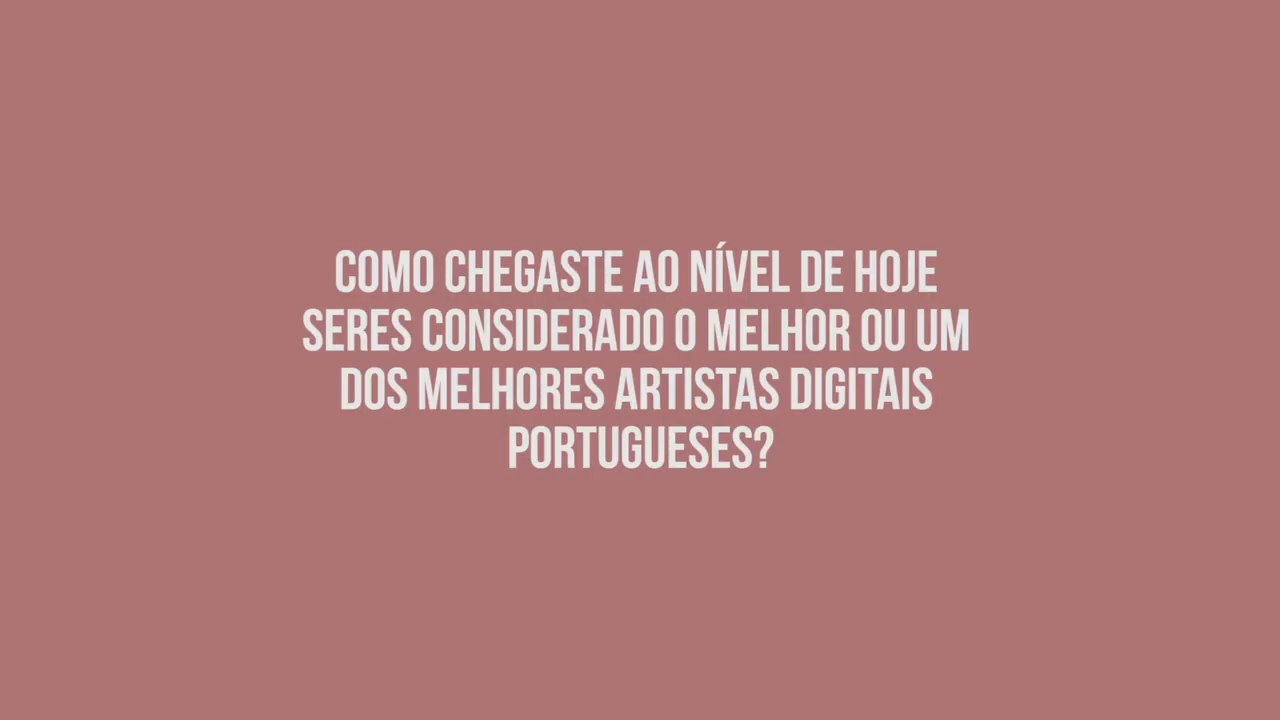 COMO CHEGASTE AO NÍVEL DE HOJE
SERES CONSIDERADO O MELHOR OU UM
DOS MELHORES ARTISTAS DIGITAIS
PORTUGUESES?